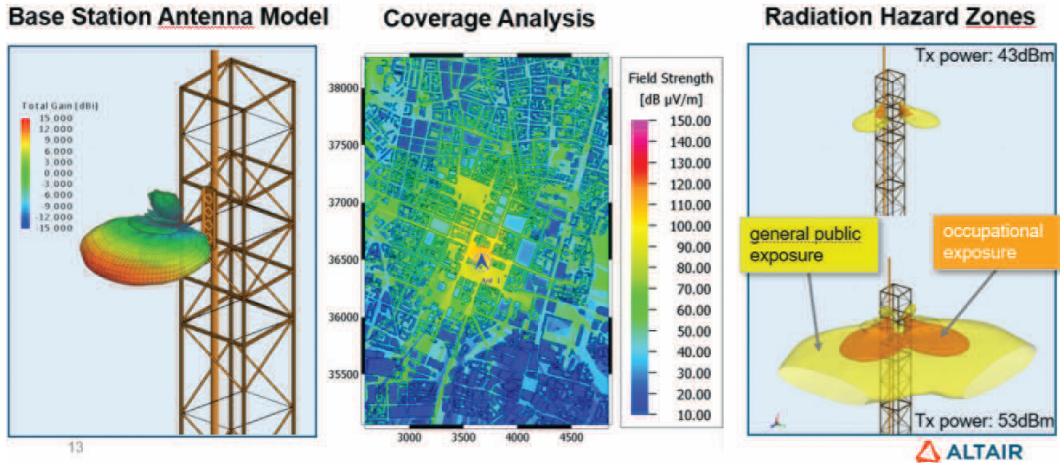 Base Station Antenna Model
Coverage Analysis
Radiation Hazard Zones
Total Gain [dBi]
15.000
12.000
9.000
6.000
3.000
0.000
-3.000
-6.000
-9.000
-12.000
-15.000
38000
37500
37000
36500
36000
35500
3000 3500 4000 4500
Field Strength
[dB µV/m]
150.00
140.00
130.00
120.00
110.00
100.00
90.00
80.00
70.00
60.00
50.00
40.00
30.00
20.00
10.00
Tx power: 43dBm
general public
exposure
occupational
exposure
Tx power: 53dBm
13
ALTAIR